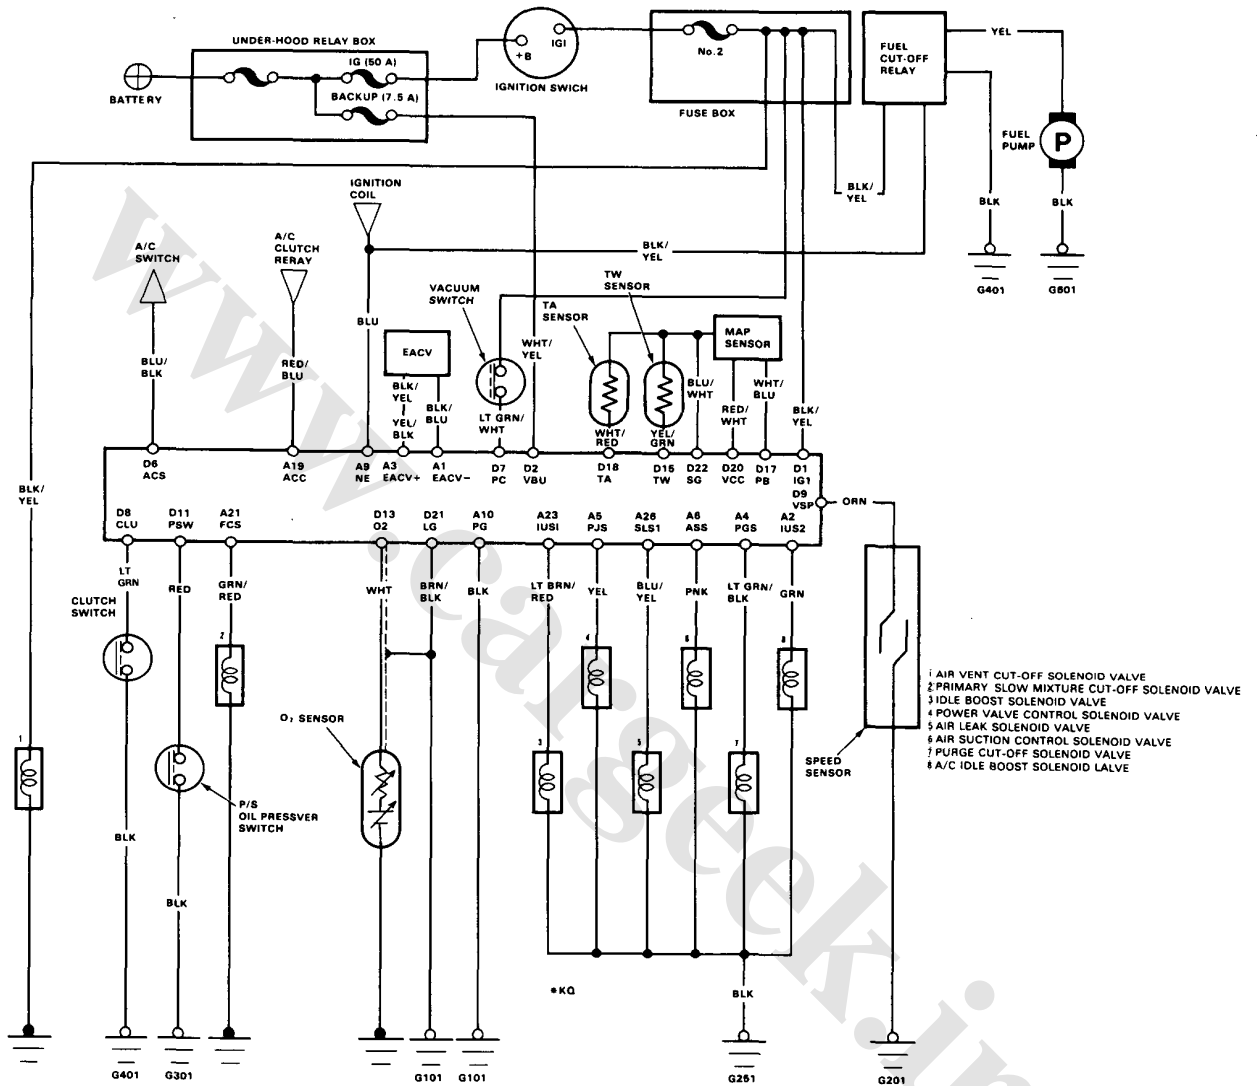 UNDER-HOOD RELAY BOX
IG (50 A)
BACKUP (7.5 A)
BATTERY
+B
IGI
IGNITION SWICH
No.2
FUSE BOX
FUEL
CUT-OFF
RELAY
YEL
FUEL
PUMP
P
BLK/
YEL
BLK
BLK
G401
G601
IGNITION
COIL
A/C
SWITCH
A/C
CLUTCH
RERAY
BLK/
YEL
VACUUM
SWITCH
TA
SENSOR
TW
SENSOR
MAP
SENSOR
EACV
BLU
BLU/
BLK
RED/
BLU
BLK/
YEL
YEL/
BLK
BLK/
BLU
LT GRN/
WHT
WHT/
YEL
WHT/
RED
YEL/
GRN
BLU/
WHT
RED/
WHT
WHT/
BLU
BLK/
YEL
D6
ACS
A19
ACC
A9
NE
A3
EACV+
A1
EACV−
D7
PC
D2
VBU
D18
TA
D15
TW
D22
SG
D20
VCC
D17
PB
D1
IG1
D9
VSP
ORN
BLK/
YEL
D8
CLU
D11
PSW
A21
FCS
D13
O2
D21
LG
A10
PG
A23
IUSI
A5
PJS
A26
SLS1
A6
ASS
A4
PGS
A2
IUS2
LT
GRN
RED
GRN/
RED
WHT
BRN/
BLK
BLK
LT BRN/
RED
YEL
BLU/
YEL
PNK
LT GRN/
BLK
GRN
CLUTCH
SWITCH
2
4
6
8
O₂ SENSOR
1 AIR VENT CUT-OFF SOLENOID VALVE
2 PRIMARY SLOW MIXTURE CUT-OFF SOLENOID VALVE
3 IDLE BOOST SOLENOID VALVE
4 POWER VALVE CONTROL SOLENOID VALVE
5 AIR LEAK SOLENOID VALVE
6 AIR SUCTION CONTROL SOLENOID VALVE
7 PURGE CUT-OFF SOLENOID VALVE
8 A/C IDLE BOOST SOLENOID LALVE
1
3
5
7
SPEED
SENSOR
P/S
OIL PRESSVER
SWITCH
BLK
BLK
*KQ
BLK
G401
G301
G101
G101
G251
G201
www.cargeek.ir